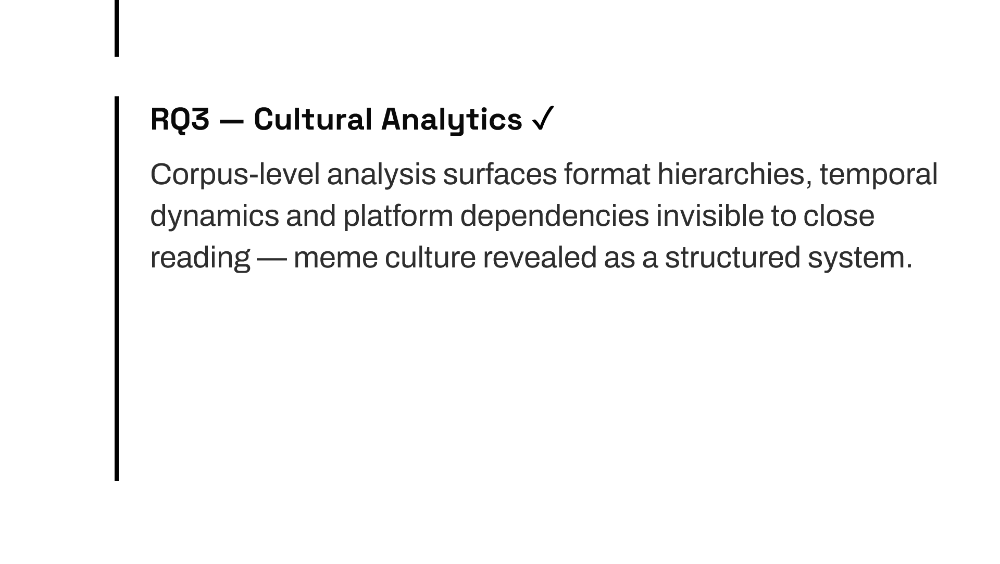 RQ3 — Cultural Analytics ✓
Corpus-level analysis surfaces format hierarchies, temporal
dynamics and platform dependencies invisible to close
reading — meme culture revealed as a structured system.